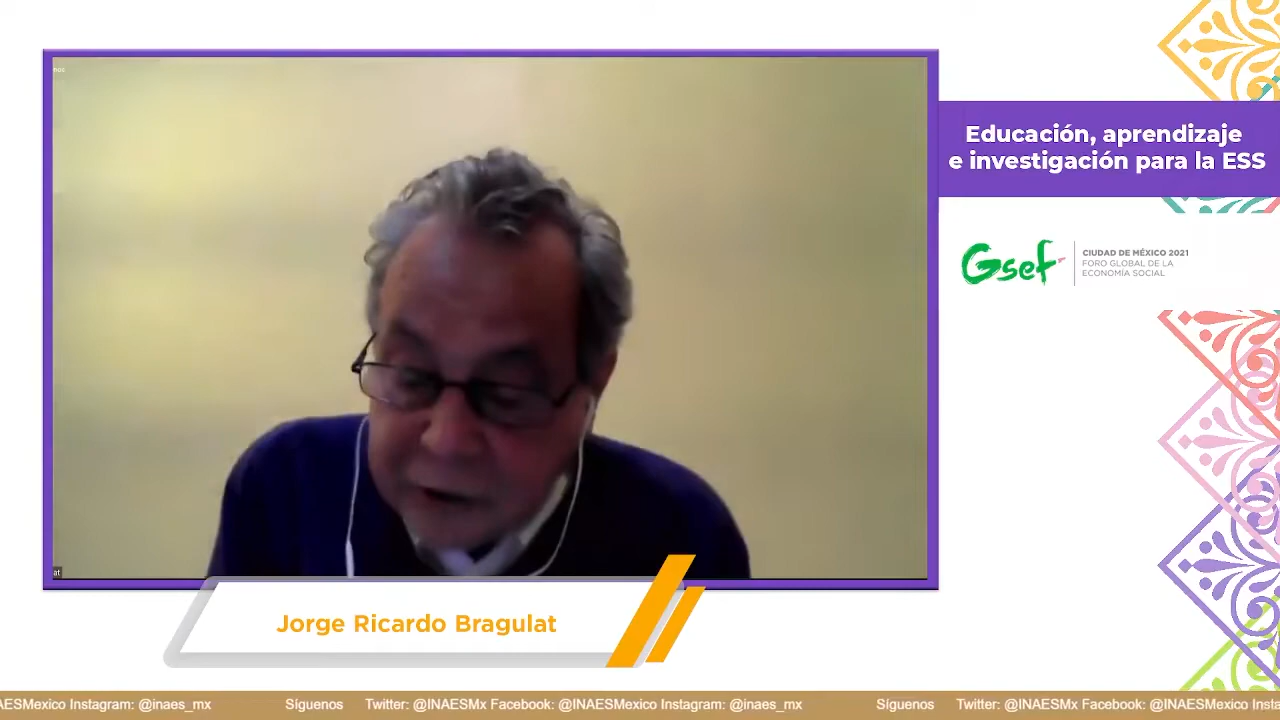 Educación, aprendizaje
e investigación para la ESS
Gsef
CIUDAD DE MÉXICO 2021
FORO GLOBAL DE LA
ECONOMÍA SOCIAL
Jorge Ricardo Bragulat
AESMexico Instagram: @inaes_mx Síguenos Twitter: @INAESMx Facebook: @INAESMexico Instagram: @inaes_mx Síguenos Twitter: @INAESMx Facebook: @INAESMexico Insta